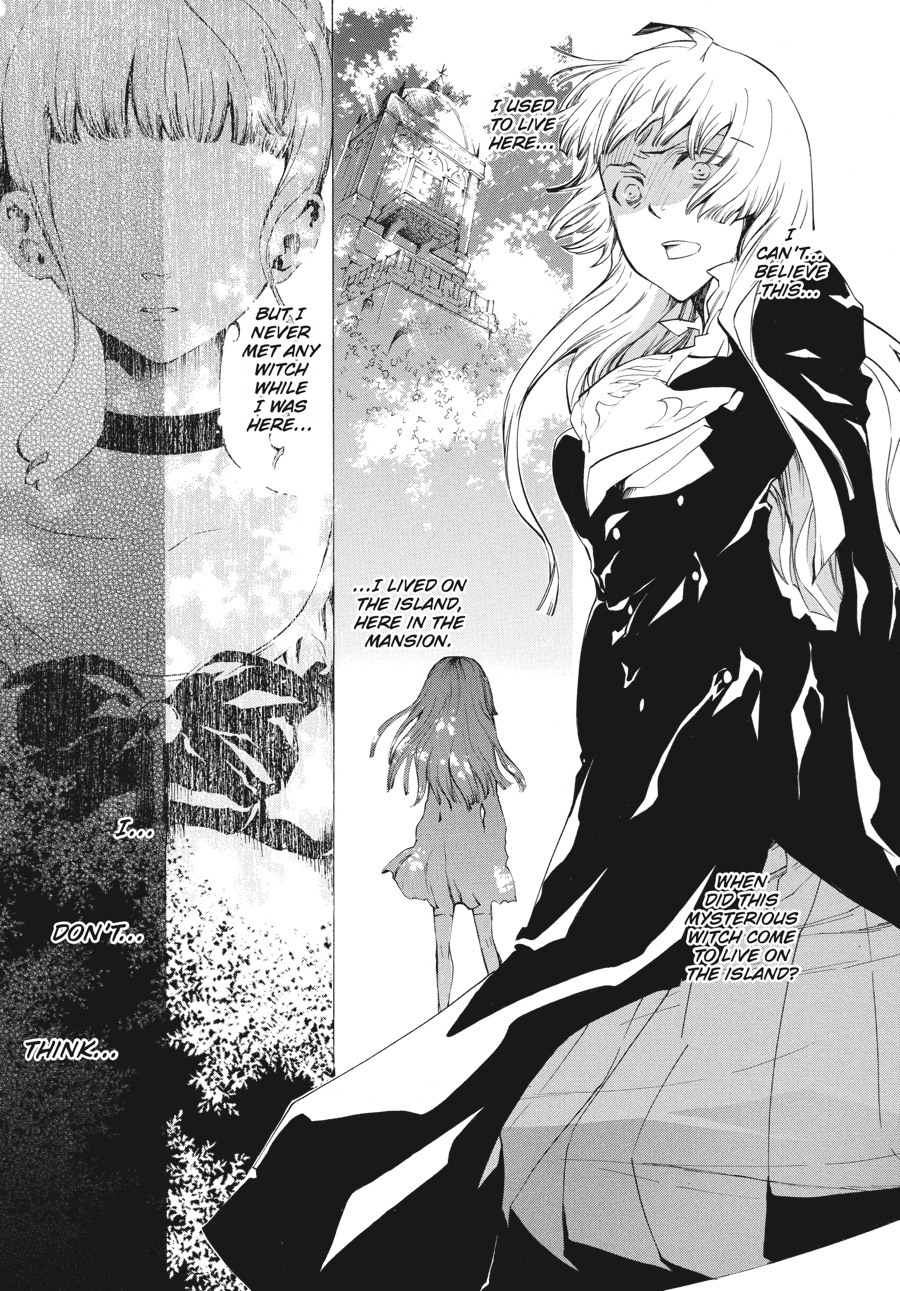 I
CAN'T...
BELIEVE
THIS...
I USED
TO LIVE
HERE...
...I LIVED ON
THE ISLAND,
HERE IN THE
MANSION.
WHEN
DID THIS
MYSTERIOUS
WITCH COME
TO LIVE ON
THE ISLAND?
BUT I
NEVER
MET ANY
WITCH
WHILE
I WAS
HERE...
I...
DON'T...
THINK...